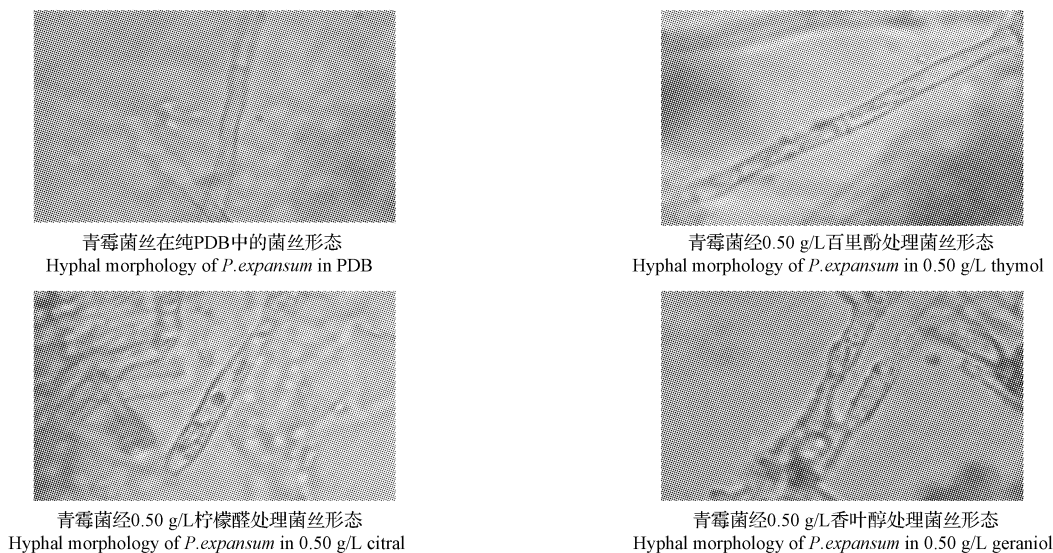 青霉菌丝在纯PDB中的菌丝形态
Hyphal morphology of P.expansum in PDB
青霉菌经0.50 g/L百里酚处理菌丝形态
Hyphal morphology of P.expansum in 0.50 g/L thymol
青霉菌经0.50 g/L柠檬醛处理菌丝形态
Hyphal morphology of P.expansum in 0.50 g/L citral
青霉菌经0.50 g/L香叶醇处理菌丝形态
Hyphal morphology of P.expansum in 0.50 g/L geraniol